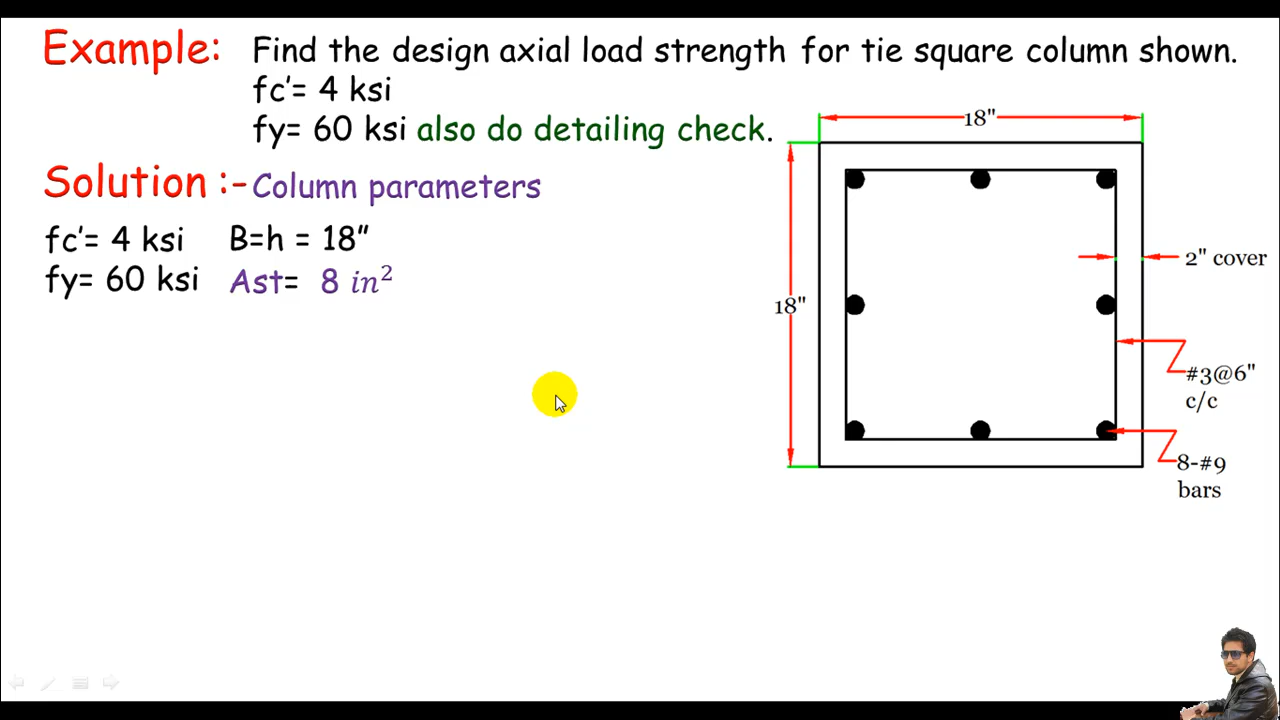 Example: Find the design axial load strength for tie square column shown.
fc'= 4 ksi
fy= 60 ksi also do detailing check.
Solution :- Column parameters
fc'= 4 ksi B=h = 18"
fy= 60 ksi Ast= 8 in²
18"
18"
2" cover
#3@6"
c/c
8-#9
bars